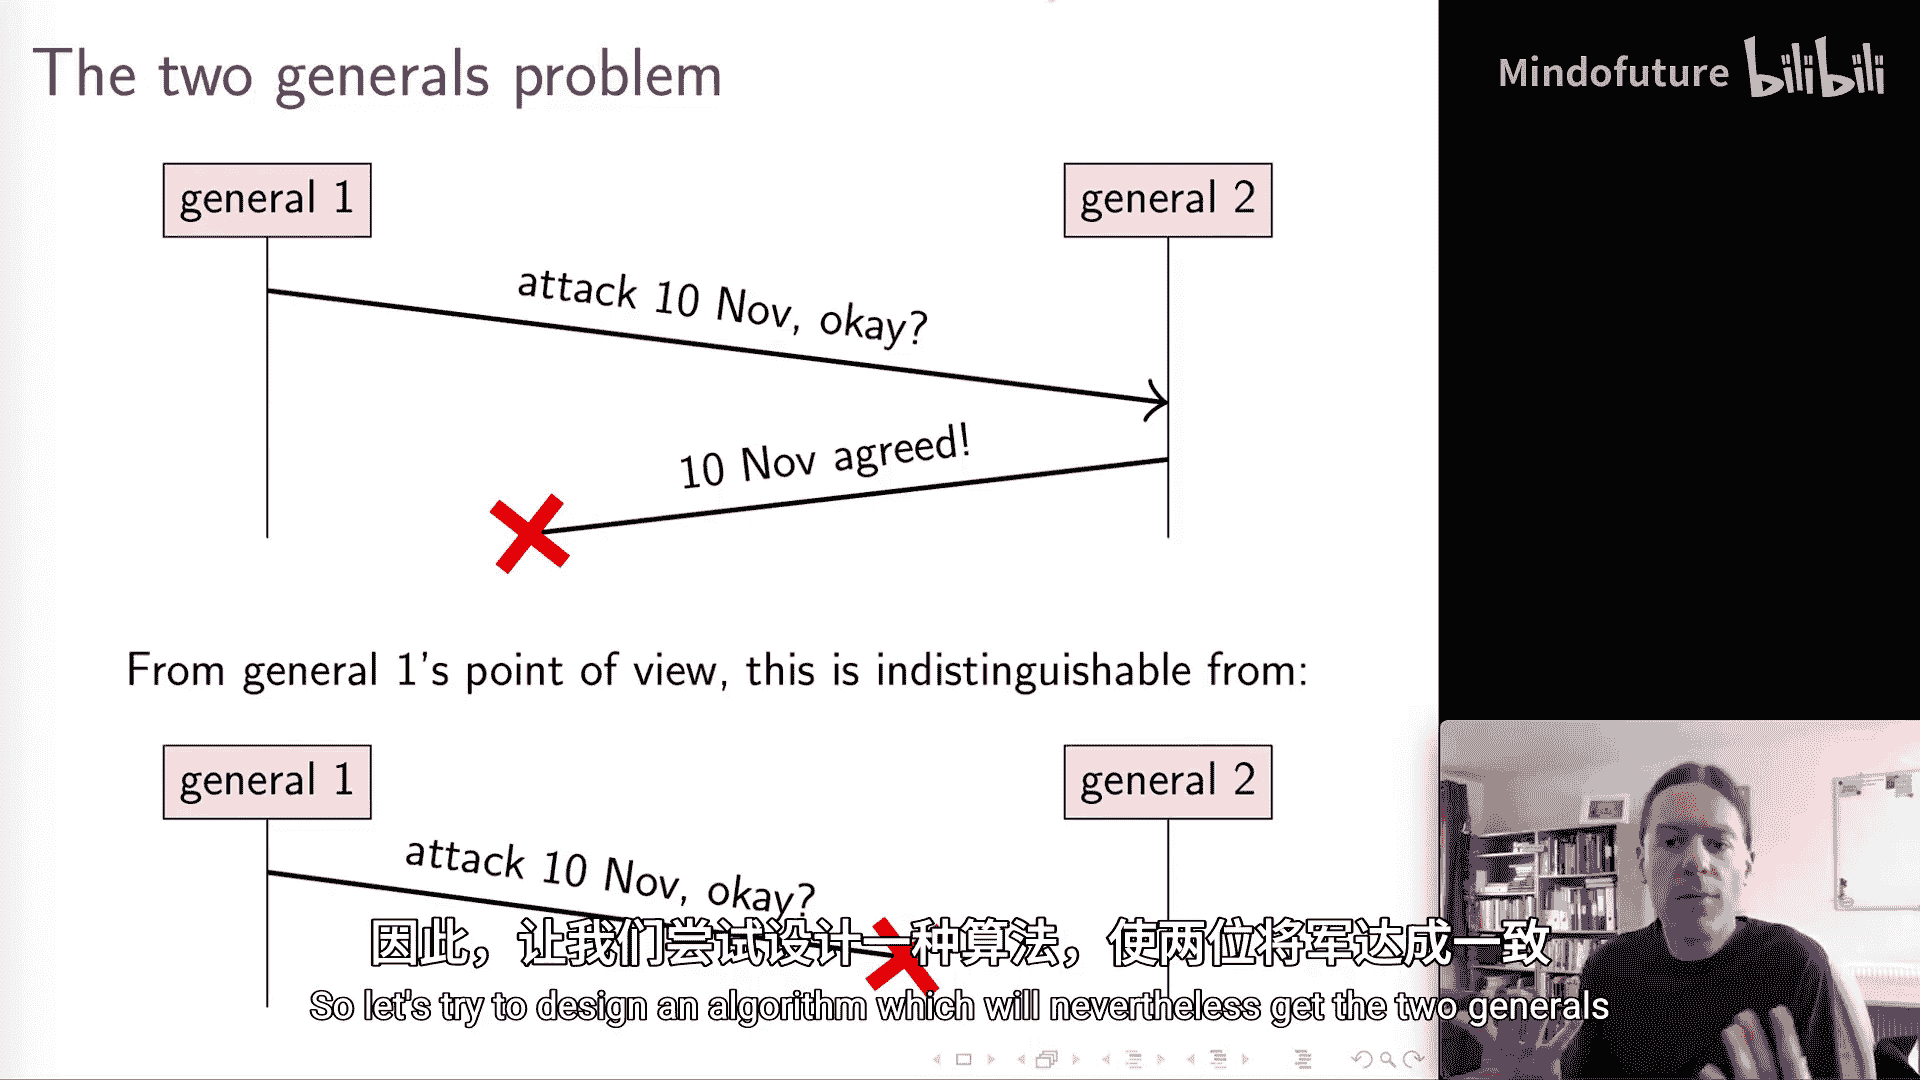 The two generals problem
Mindofuture bilibili
general 1
general 2
attack 10 Nov, okay?
10 Nov agreed!
From general 1's point of view, this is indistinguishable from:
general 1
general 2
attack 10 Nov, okay?
因此，让我们尝试设计一种算法，使两位将军达成一致
So let's try to design an algorithm which will nevertheless get the two generals